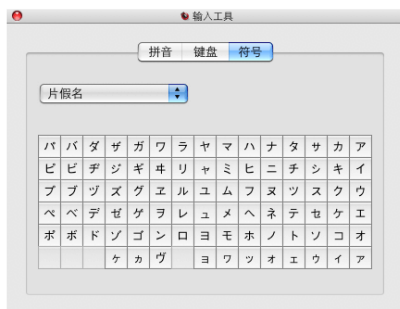 输入工具
拼音 键盘 符号
片假名
パ バ ダ ザ ガ ワ ラ ヤ マ ハ ナ タ サ カ ア
ピ ビ ヂ ジ ギ ヰ リ ャ ミ ヒ ニ チ シ キ イ
プ ブ ヅ ズ グ ヱ ル ユ ム フ ヌ ツ ス ク ウ
ペ ベ デ ゼ ゲ ヲ レ ュ メ ヘ ネ テ セ ケ エ
ポ ボ ド ゾ ゴ ン ロ ヨ モ ホ ノ ト ソ コ オ
ヶ ヵ ヴ ョ ヮ ッ ォ ェ ゥ ィ ァ